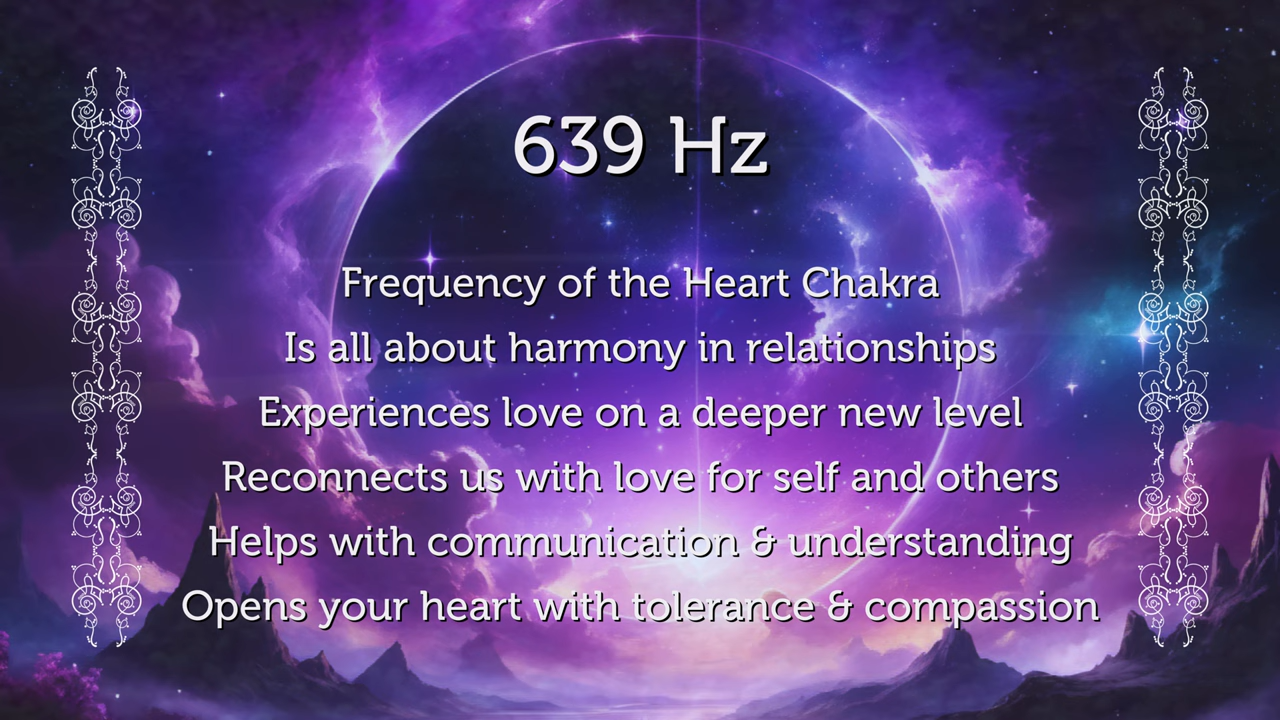 639 Hz
Frequency of the Heart Chakra
Is all about harmony in relationships
Experiences love on a deeper new level
Reconnects us with love for self and others
Helps with communication & understanding
Opens your heart with tolerance & compassion